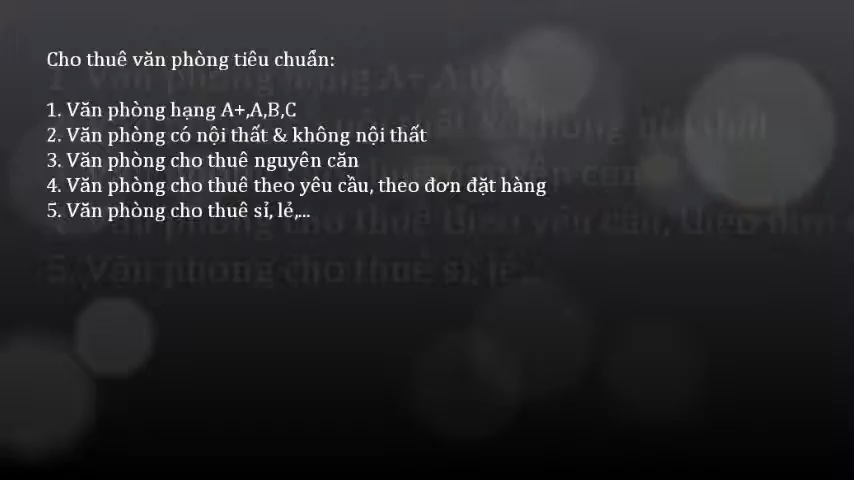 Cho thuê văn phòng tiêu chuẩn:
1. Văn phòng hạng A+,A,B,C
2. Văn phòng có nội thất & không nội thất
3. Văn phòng cho thuê nguyên căn
4. Văn phòng cho thuê theo yêu cầu, theo đơn đặt hàng
5. Văn phòng cho thuê sỉ, lẻ,...